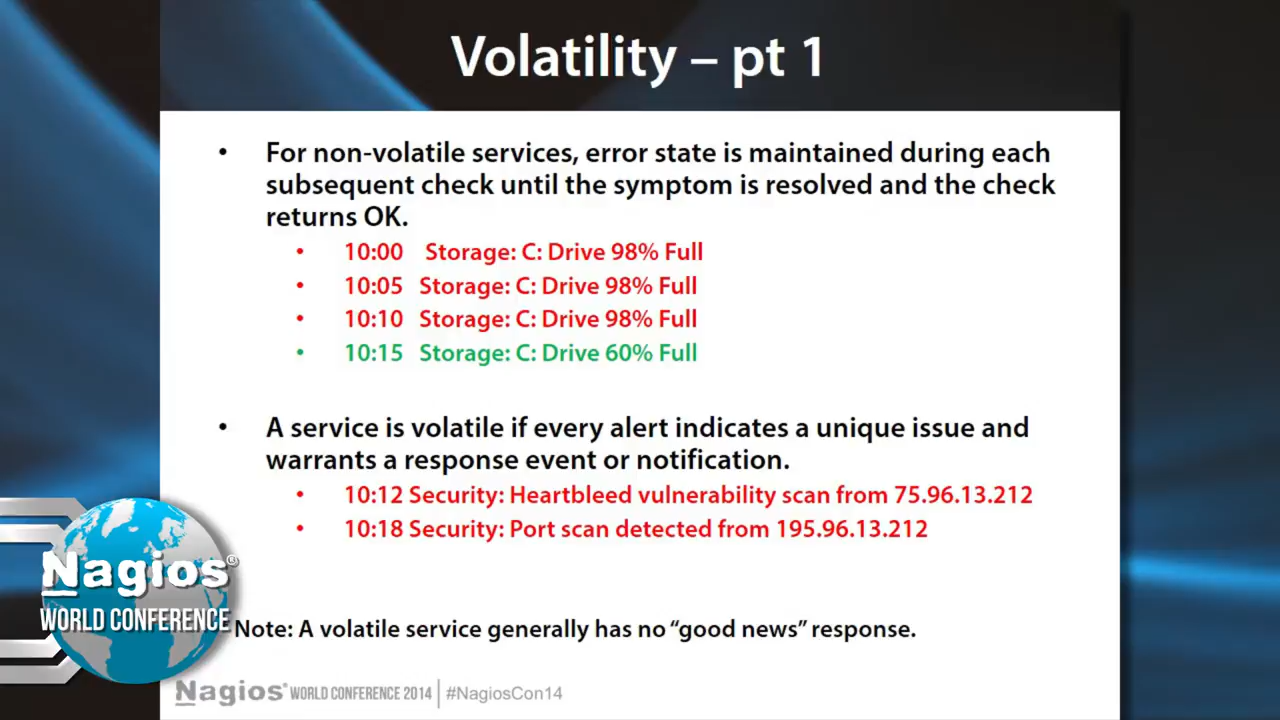 Volatility – pt 1
• For non-volatile services, error state is maintained during each
subsequent check until the symptom is resolved and the check
returns OK.
• 10:00 Storage: C: Drive 98% Full
• 10:05 Storage: C: Drive 98% Full
• 10:10 Storage: C: Drive 98% Full
• 10:15 Storage: C: Drive 60% Full
• A service is volatile if every alert indicates a unique issue and
warrants a response event or notification.
• 10:12 Security: Heartbleed vulnerability scan from 75.96.13.212
• 10:18 Security: Port scan detected from 195.96.13.212
Nagios®
WORLD CONFERENCE
Note: A volatile service generally has no “good news” response.
Nagios® WORLD CONFERENCE 2014 | #NagiosCon14